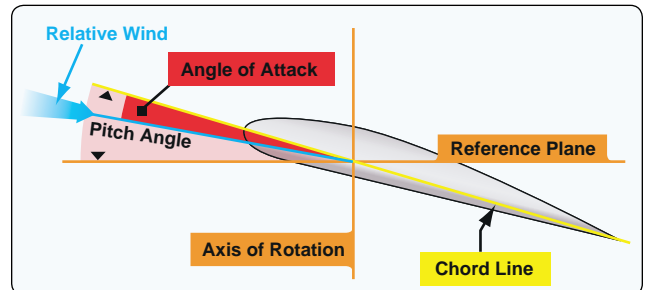 Relative Wind
Angle of Attack
Pitch Angle
Reference Plane
Axis of Rotation
Chord Line